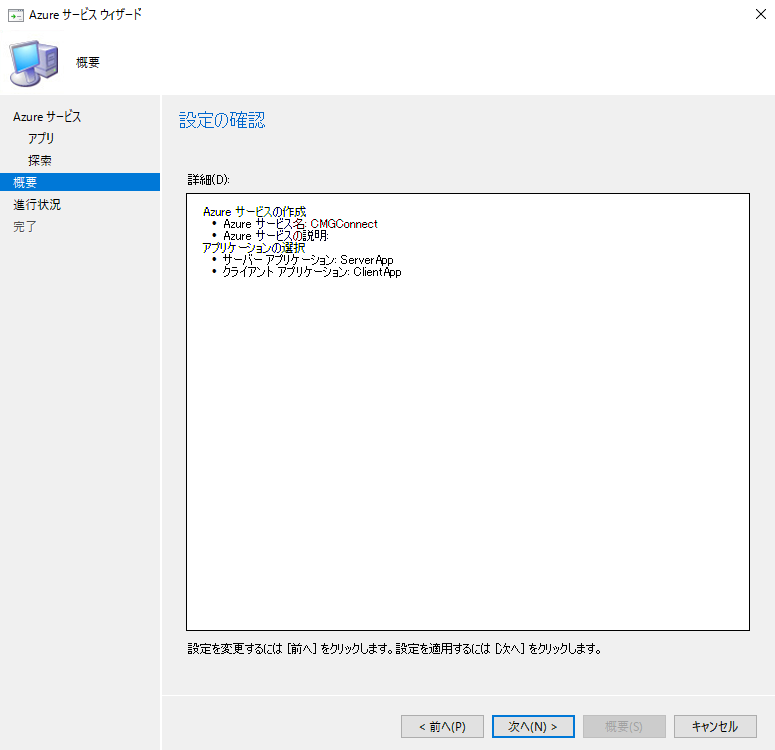 Azure サービス ウィザード
概要
Azure サービス
アプリ
探索
概要
進行状況
完了
設定の確認
詳細(D):
Azure サービスの作成
• Azure サービス名: CMGConnect
• Azure サービスの説明:
アプリケーションの選択
• サーバー アプリケーション: ServerApp
• クライアント アプリケーション: ClientApp
設定を変更するには [前へ] をクリックします。設定を適用するには [次へ] をクリックします。
< 前へ(P)
次へ(N) >
概要(S)
キャンセル